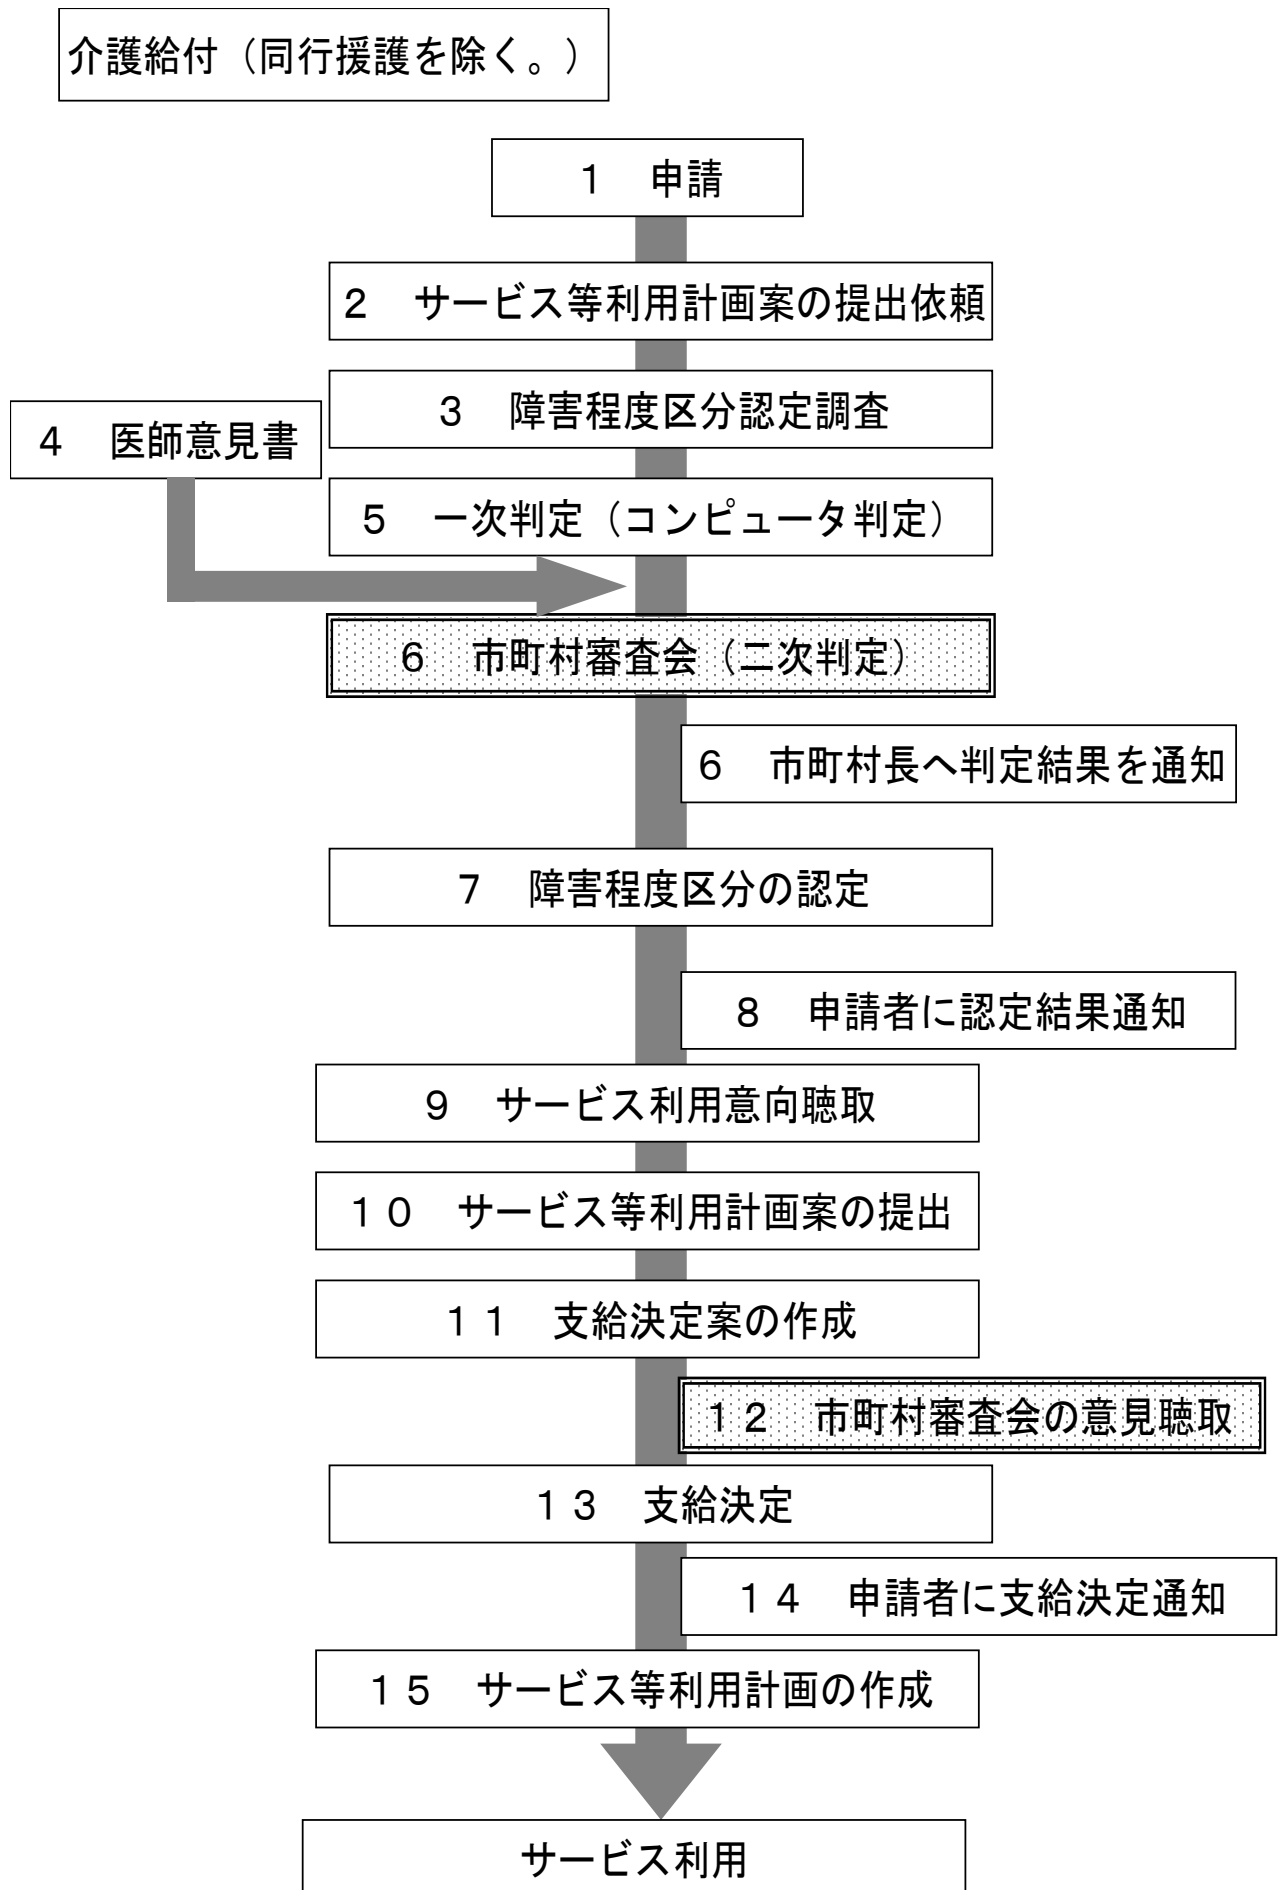 介護給付（同行援護を除く。）
１　申請
２　サービス等利用計画案の提出依頼
３　障害程度区分認定調査
４　医師意見書
５　一次判定（コンピュータ判定）
６　市町村審査会（二次判定）
６　市町村長へ判定結果を通知
７　障害程度区分の認定
８　申請者に認定結果通知
９　サービス利用意向聴取
１０　サービス等利用計画案の提出
１１　支給決定案の作成
１２　市町村審査会の意見聴取
１３　支給決定
１４　申請者に支給決定通知
１５　サービス等利用計画の作成
サービス利用